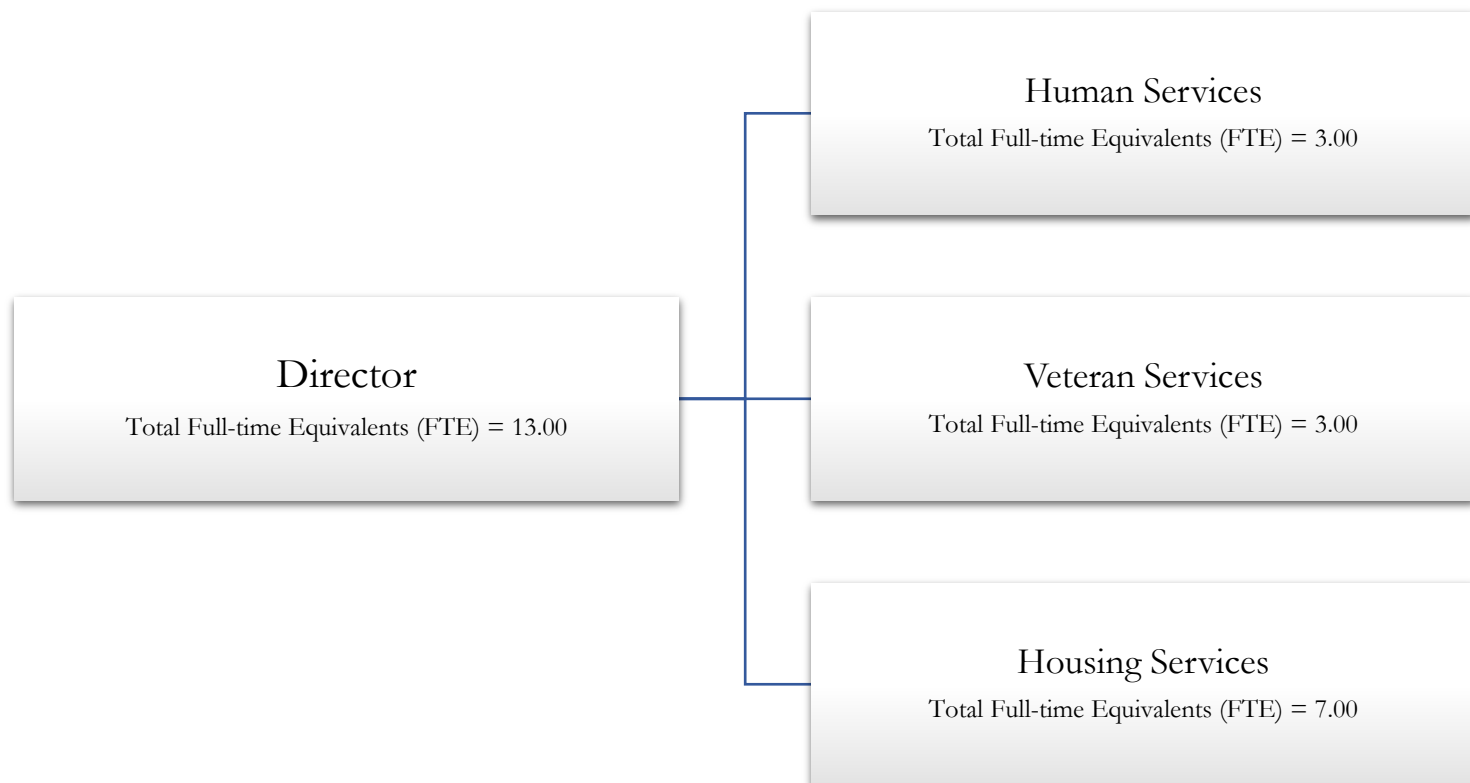 Human Services
Total Full-time Equivalents (FTE) = 3.00
Director
Total Full-time Equivalents (FTE) = 13.00
Veteran Services
Total Full-time Equivalents (FTE) = 3.00
Housing Services
Total Full-time Equivalents (FTE) = 7.00